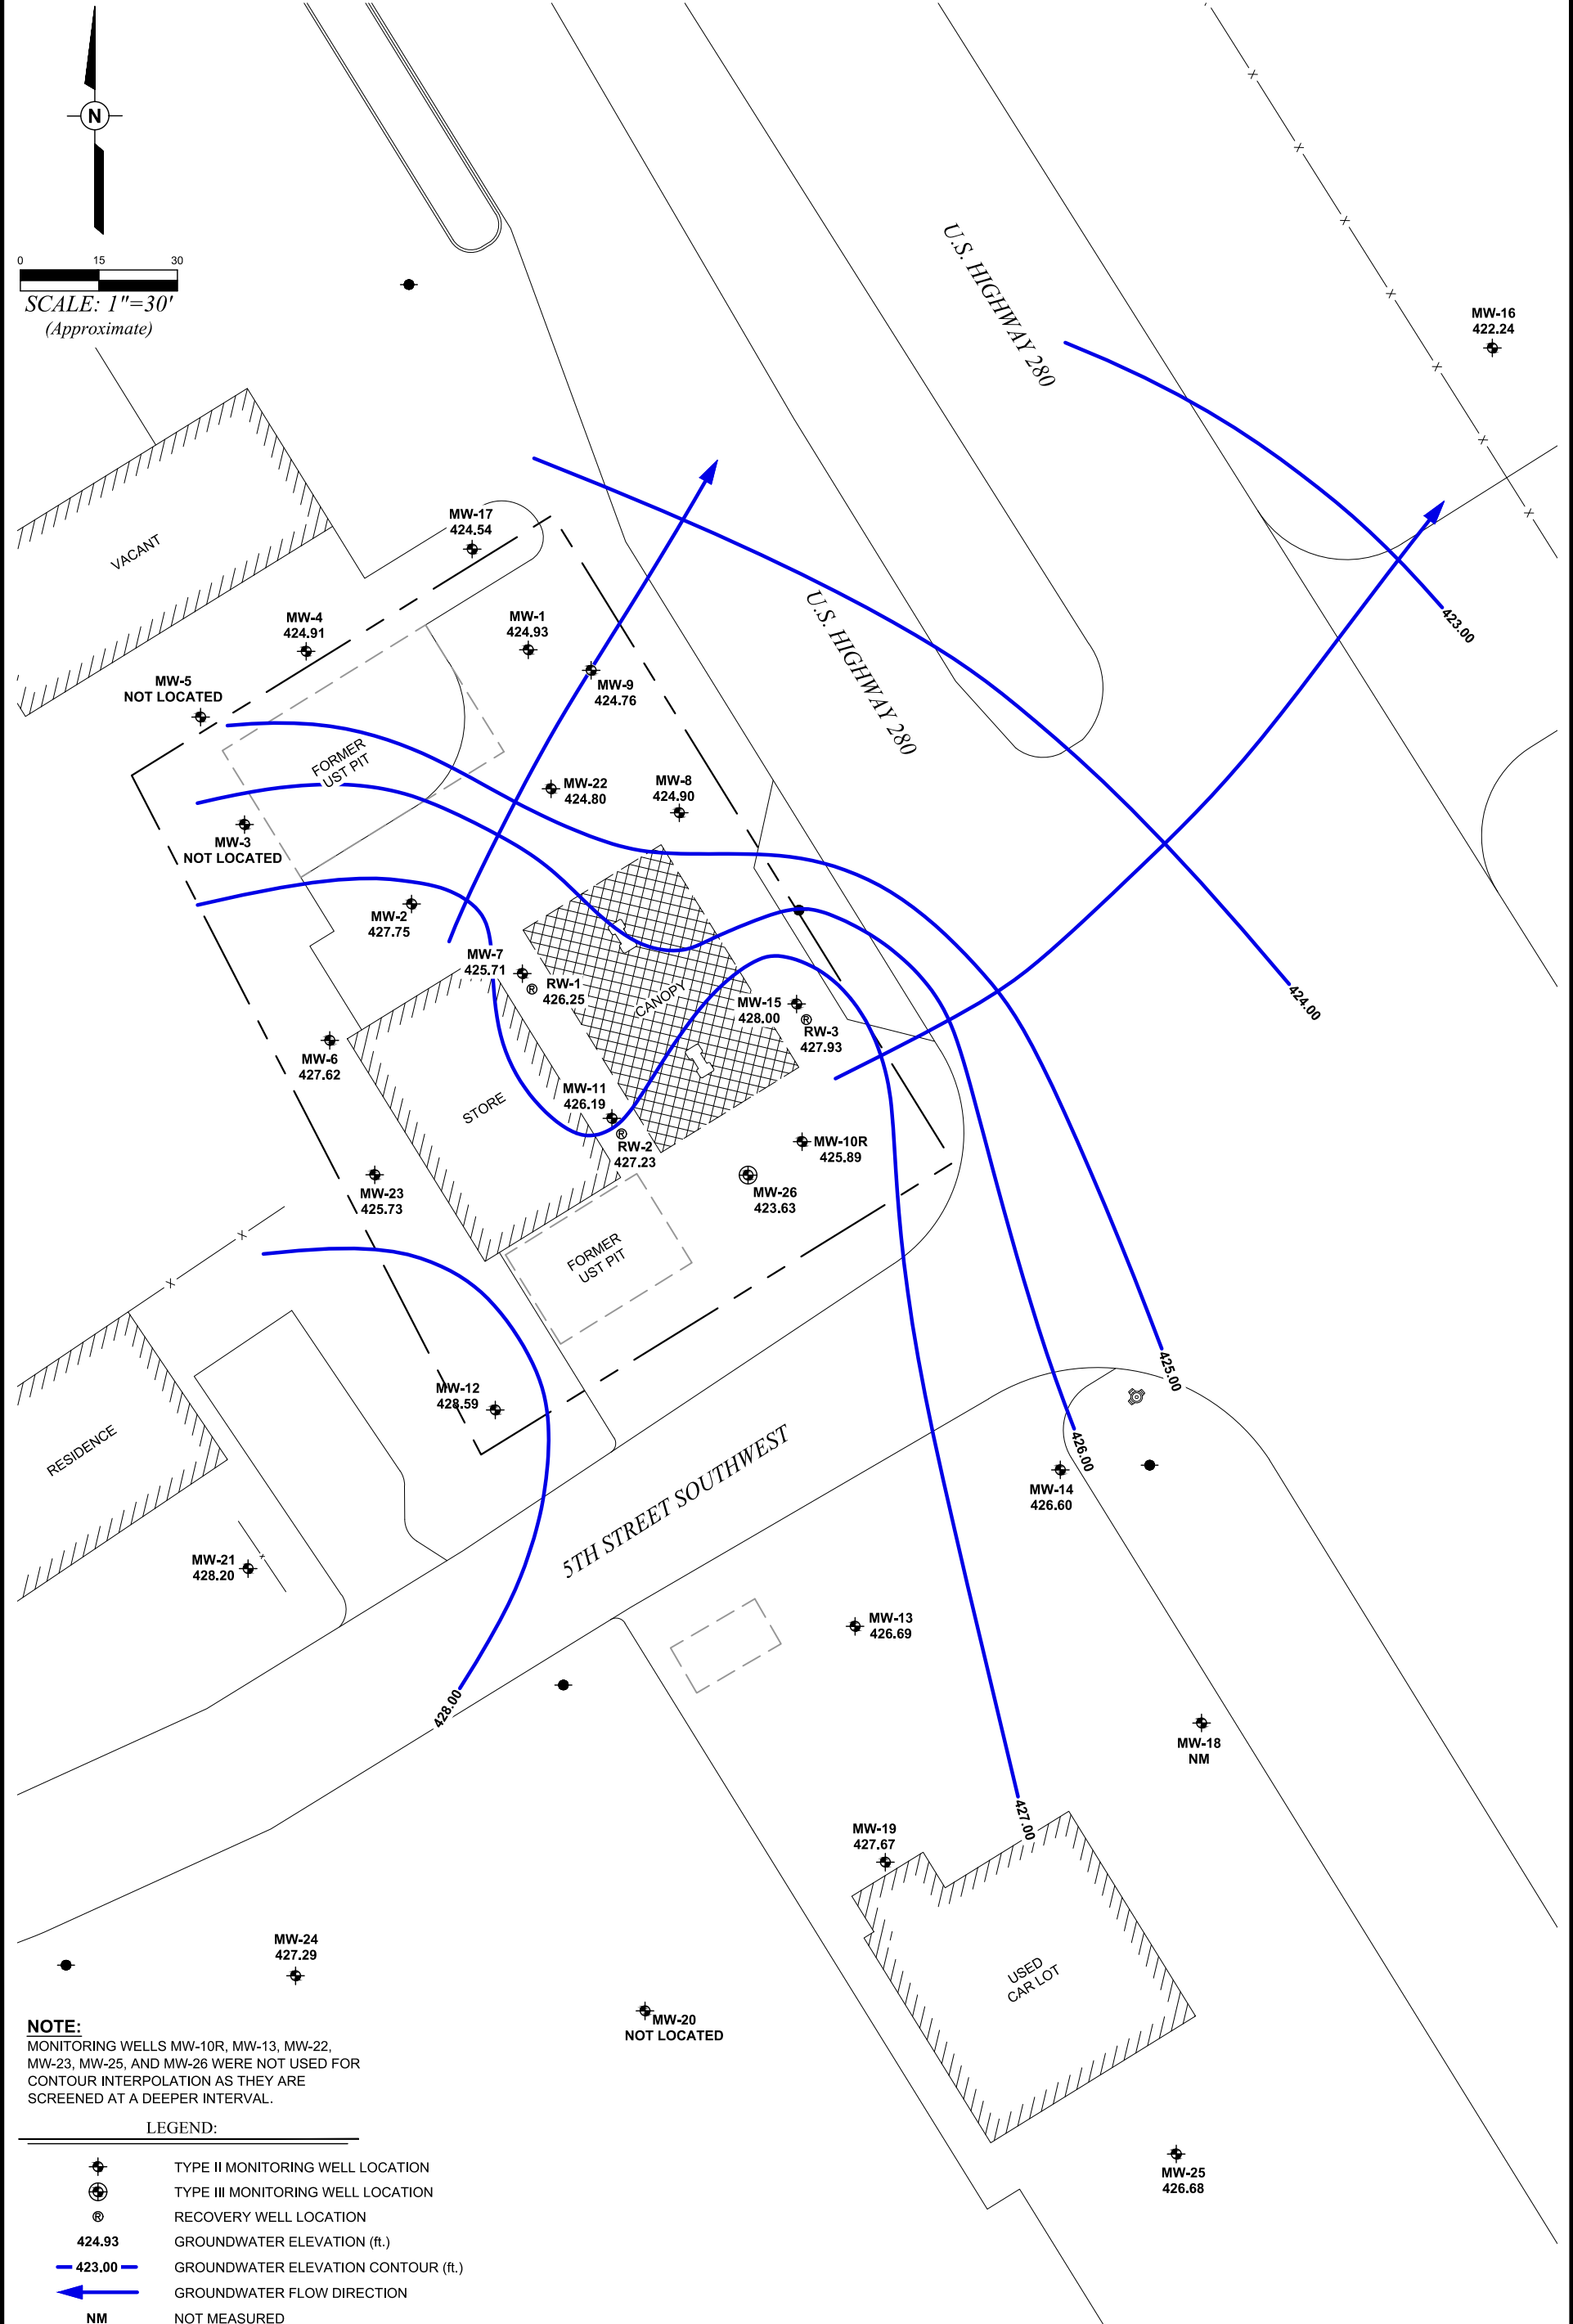 N
0 15 30
SCALE: 1"=30'
(Approximate)
U.S. HIGHWAY 280
MW-16
422.24
VACANT
MW-17
424.54
U.S. HIGHWAY 280
MW-4
424.91
MW-1
424.93
423.00
MW-5
NOT LOCATED
MW-9
424.76
FORMER
UST PIT
MW-22
424.80
MW-8
424.90
MW-3
NOT LOCATED
MW-2
427.75
MW-7
425.71
RW-1
426.25
CANOPY
MW-15
428.00
424.00
R
R
RW-3
427.93
MW-6
427.62
STORE
MW-11
426.19
R
RW-2
427.23
MW-10R
425.89
MW-23
425.73
MW-26
423.63
FORMER
UST PIT
425.00
MW-12
428.59
RESIDENCE
5TH STREET SOUTHWEST
426.00
MW-14
426.60
MW-21
428.20
MW-13
426.69
428.00
MW-18
NM
427.00
MW-19
427.67
MW-24
427.29
USED
CAR LOT
MW-20
NOT LOCATED
NOTE:
MONITORING WELLS MW-10R, MW-13, MW-22,
MW-23, MW-25, AND MW-26 WERE NOT USED FOR
CONTOUR INTERPOLATION AS THEY ARE
SCREENED AT A DEEPER INTERVAL.
MW-25
426.68
LEGEND:
TYPE II MONITORING WELL LOCATION
TYPE III MONITORING WELL LOCATION
R RECOVERY WELL LOCATION
424.93 GROUNDWATER ELEVATION (ft.)
423.00 GROUNDWATER ELEVATION CONTOUR (ft.)
GROUNDWATER FLOW DIRECTION
NM NOT MEASURED